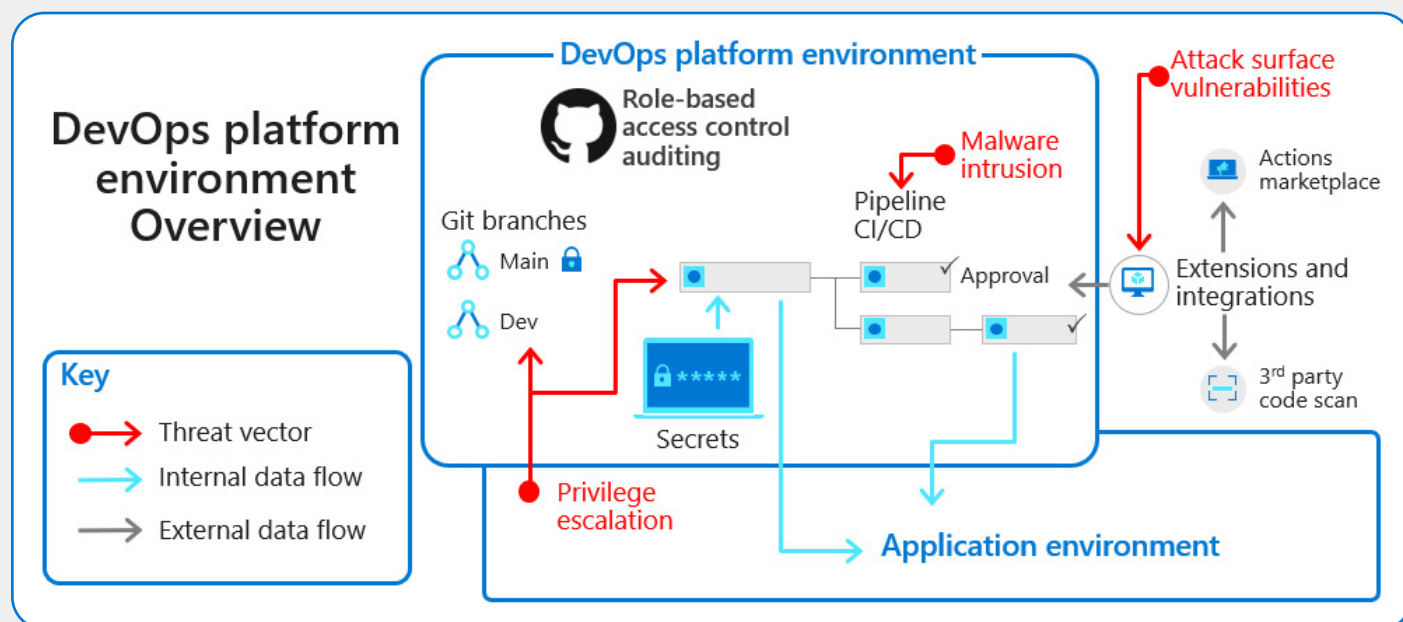 DevOps platform
environment
Overview
DevOps platform environment
Role-based
access control
auditing
Attack surface
vulnerabilities
Malware
intrusion
Actions
marketplace
Git branches
Main
Dev
Pipeline
CI/CD
Approval
Extensions and
integrations
*****
Secrets
3rd party
code scan
Privilege
escalation
Application environment
Key
Threat vector
Internal data flow
External data flow